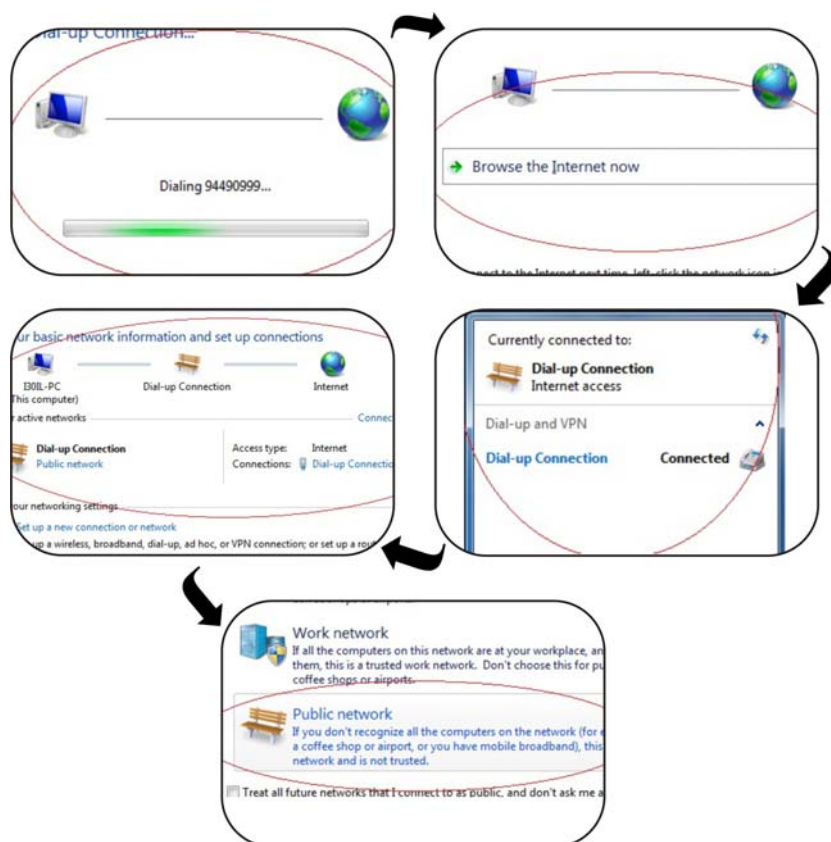 Dial-up Connection...
Dialing 94490999...
Browse the Internet now
to the Internet next time, left-click the network icon
Currently connected to:
Dial-up Connection
Internet access
Dial-up and VPN
Dial-up Connection Connected
ur basic network information and set up connections
I30IL-PC Dial-up Connection Internet
This computer)
r active networks Connec
Dial-up Connection Access type: Internet
Public network Connections: Dial-up Connectio
our networking settings
Set up a new connection or network
up a wireless, broadband, dial-up, ad hoc, or VPN connection; or set up a rout
Work network
If all the computers on this network are at your workplace, an
them, this is a trusted work network. Don't choose this for pu
coffee shops or airports.
Public network
If you don't recognize all the computers on the network (for e
a coffee shop or airport, or you have mobile broadband), this
network and is not trusted.
Treat all future networks that I connect to as public, and don't ask me a